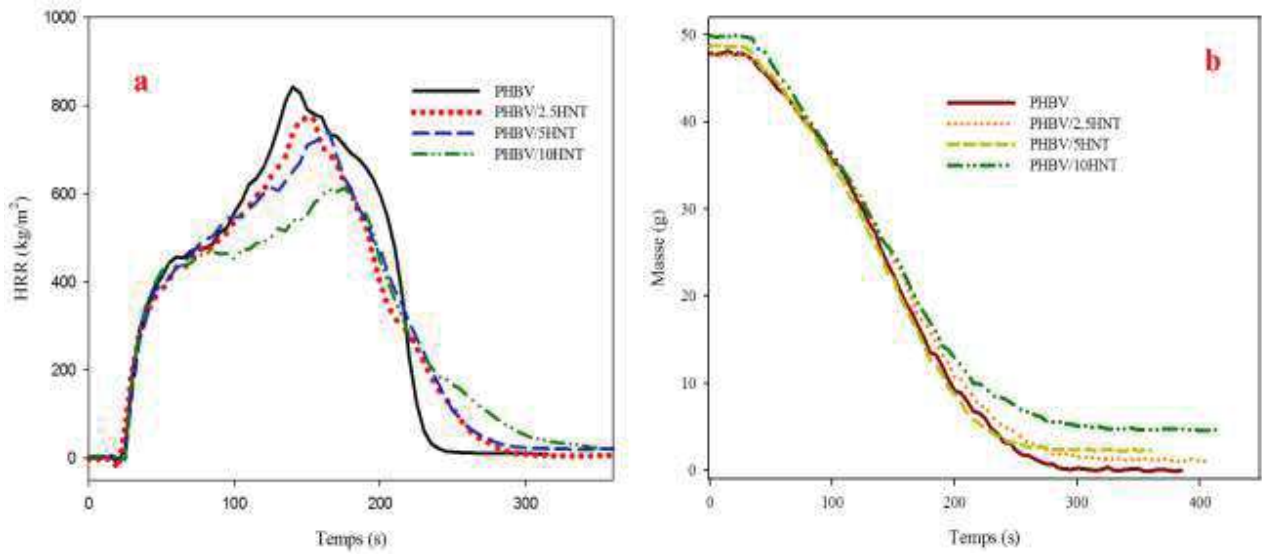 a
1000
800
600
400
200
0
HRR (kg/m²)
0 100 200 300
Temps (s)
PHBV
PHBV/2.5HNT
PHBV/5HNT
PHBV/10HNT
b
50
40
30
20
10
0
Masse (g)
0 100 200 300 400
Temps (s)
PHBV
PHBV/2.5HNT
PHBV/5HNT
PHBV/10HNT